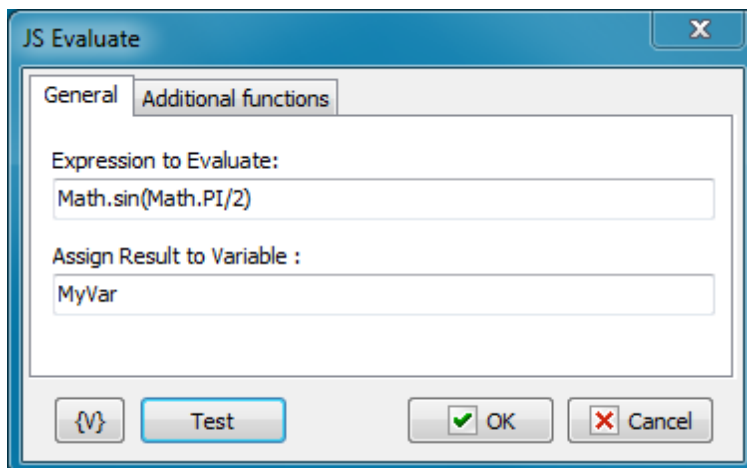 JS Evaluate
General Additional functions
Expression to Evaluate:
Math.sin(Math.PI/2)
Assign Result to Variable :
MyVar
{V} Test OK Cancel